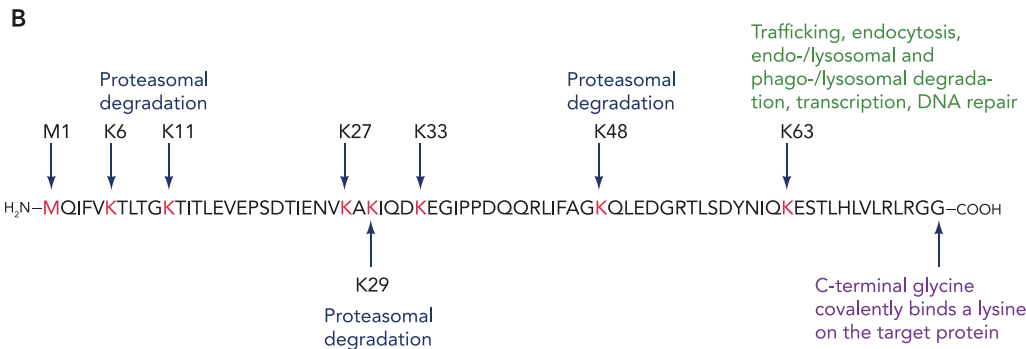 B
Trafficking, endocytosis,
endo-/lysosomal and
phago-/lysosomal degrada-
tion, transcription, DNA repair
Proteasomal
degradation
Proteasomal
degradation
M1 K6 K11 K27 K33 K48 K63
H2N–MQIFVKTLTGKTITLEVEPSDTIENVKAKIQDKEGIPPDQQRLIFAGKQLEDGRTLSDYNIQKESTLHLVLRLRGG–COOH
K29
Proteasomal
degradation
C-terminal glycine
covalently binds a lysine
on the target protein